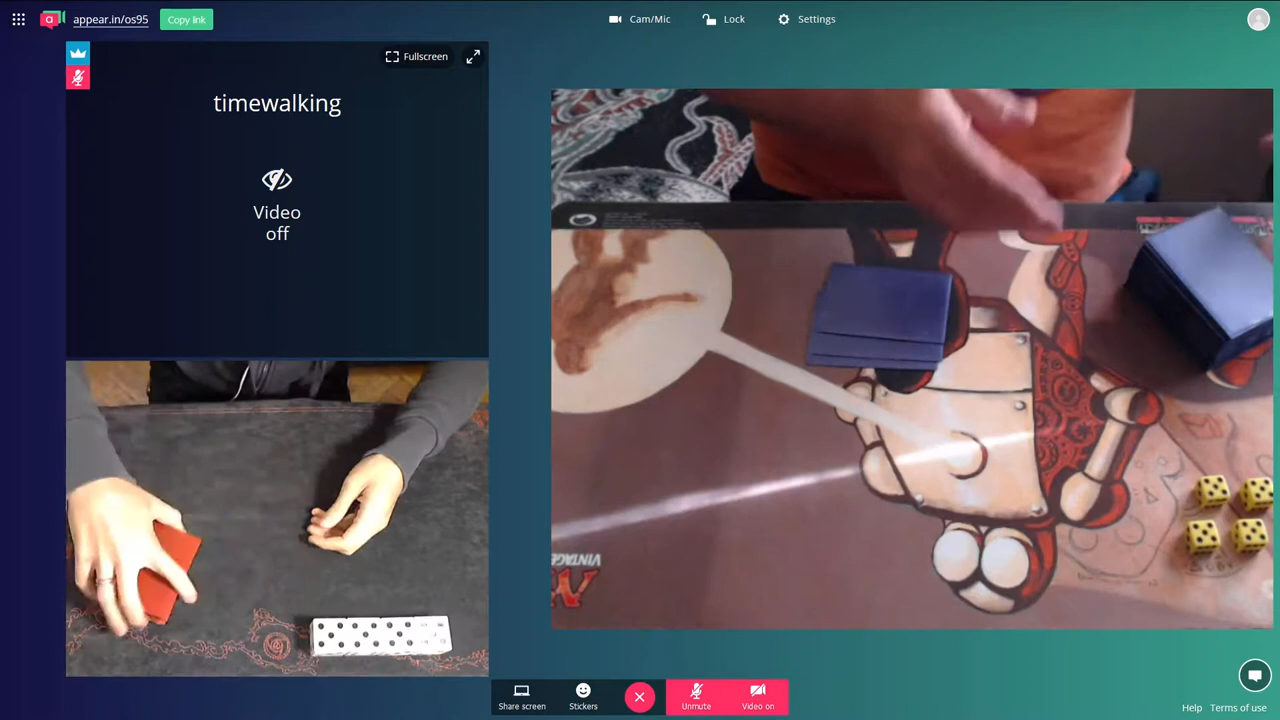 appear.in/os95
Copy link
Cam/Mic
Lock
Settings
Fullscreen
timewalking
Video
off
VINTAGE
Share screen
Stickers
Unmute
Video on
Help
Terms of use